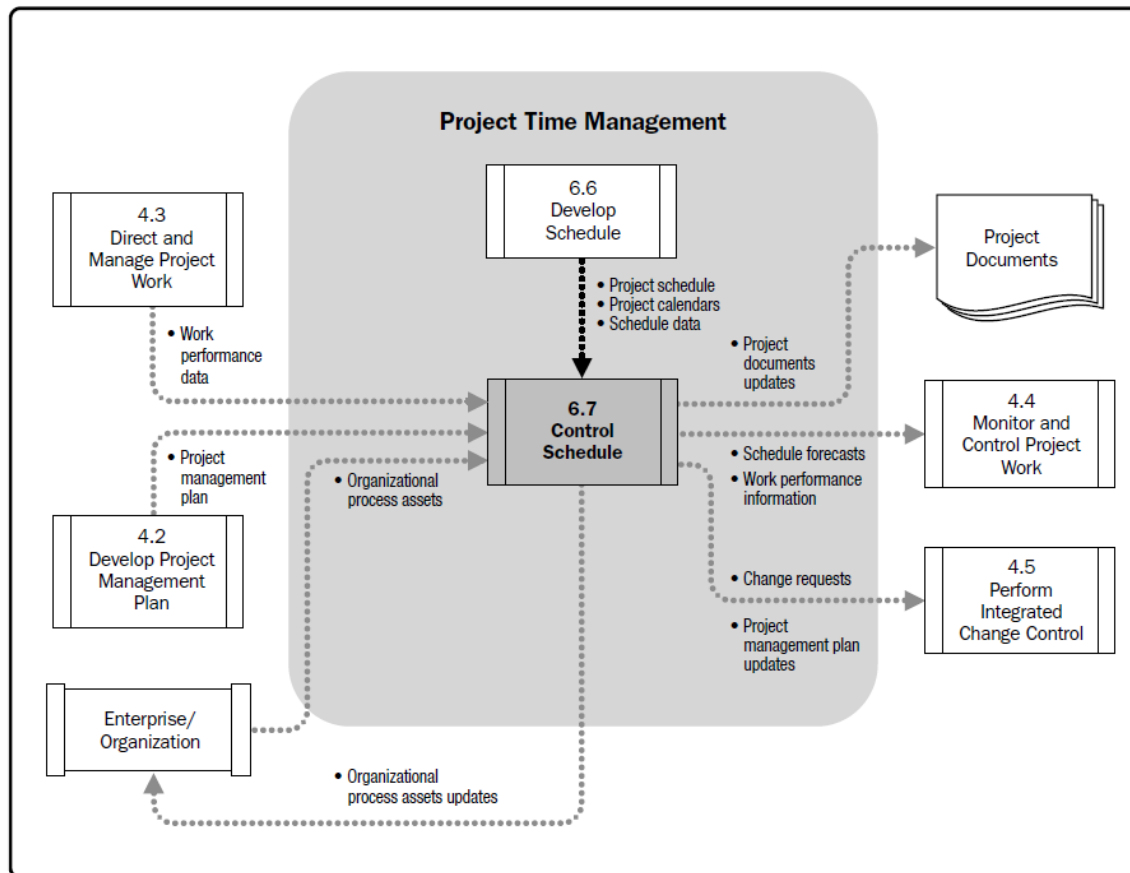 Project Time Management
6.6
Develop
Schedule
4.3
Direct and
Manage Project
Work
Project
Documents
• Project schedule
• Project calendars
• Schedule data
• Work
performance
data
• Project
documents
updates
6.7
Control
Schedule
4.4
Monitor and
Control Project
Work
• Project
management
plan
• Organizational
process assets
• Schedule forecasts
• Work performance
information
4.2
Develop Project
Management
Plan
• Change requests
• Project
management plan
updates
4.5
Perform
Integrated
Change Control
Enterprise/
Organization
• Organizational
process assets updates